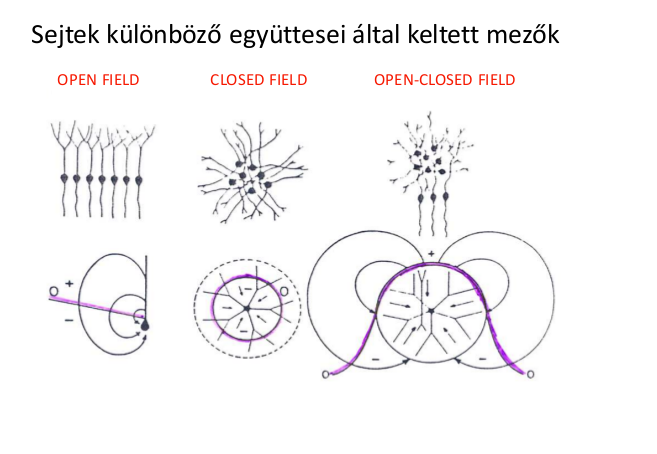 Sejtek különböző együttesei által keltett mezők
OPEN FIELD
CLOSED FIELD
OPEN-CLOSED FIELD
+
O +
–
–
O
–
–
–
–
O
O